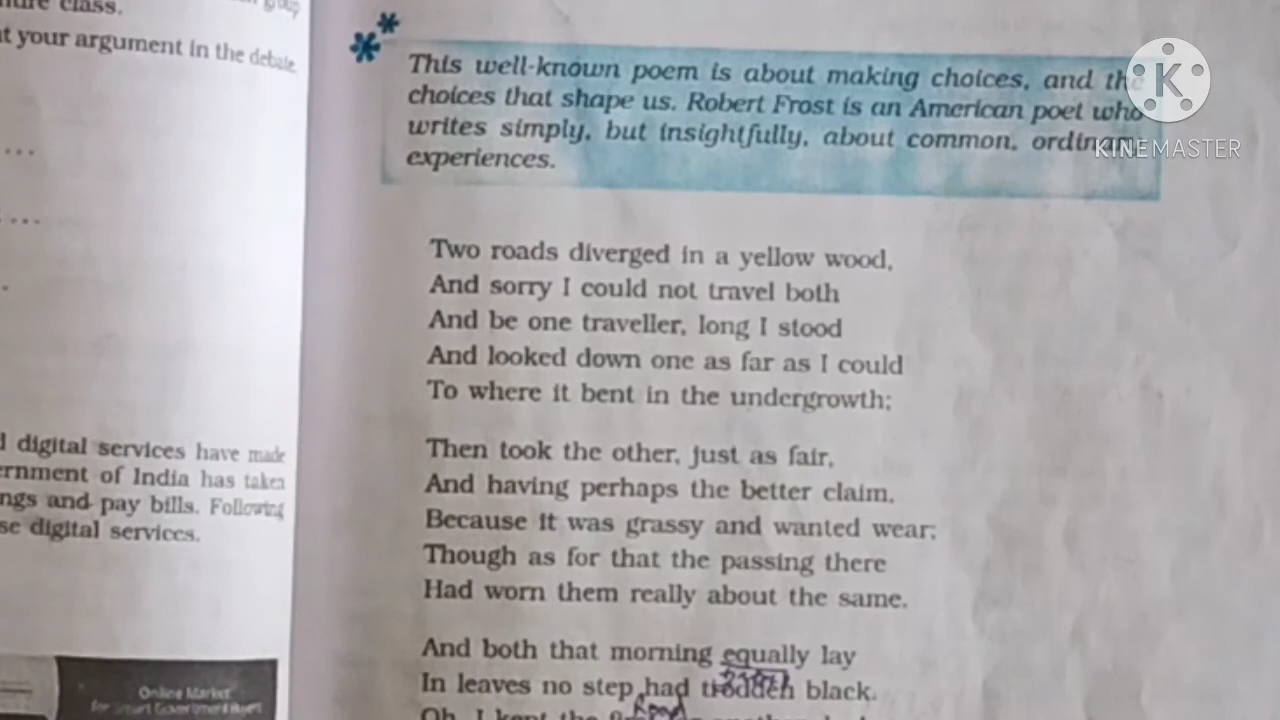 class.
your argument in the debate.
digital services have made
of India has taken
and pay bills. Following
digital services.
Online Market
for Smart Government Buyers
This well-known poem is about making choices, and the
choices that shape us. Robert Frost is an American poet who
writes simply, but insightfully, about common, ordinary
experiences.
Two roads diverged in a yellow wood,
And sorry I could not travel both
And be one traveller, long I stood
And looked down one as far as I could
To where it bent in the undergrowth;
Then took the other, just as fair,
And having perhaps the better claim,
Because it was grassy and wanted wear;
Though as for that the passing there
Had worn them really about the same,
And both that morning equally lay
In leaves no step had trodden black.
Oh, I kept the
Road
K
KINEMASTER